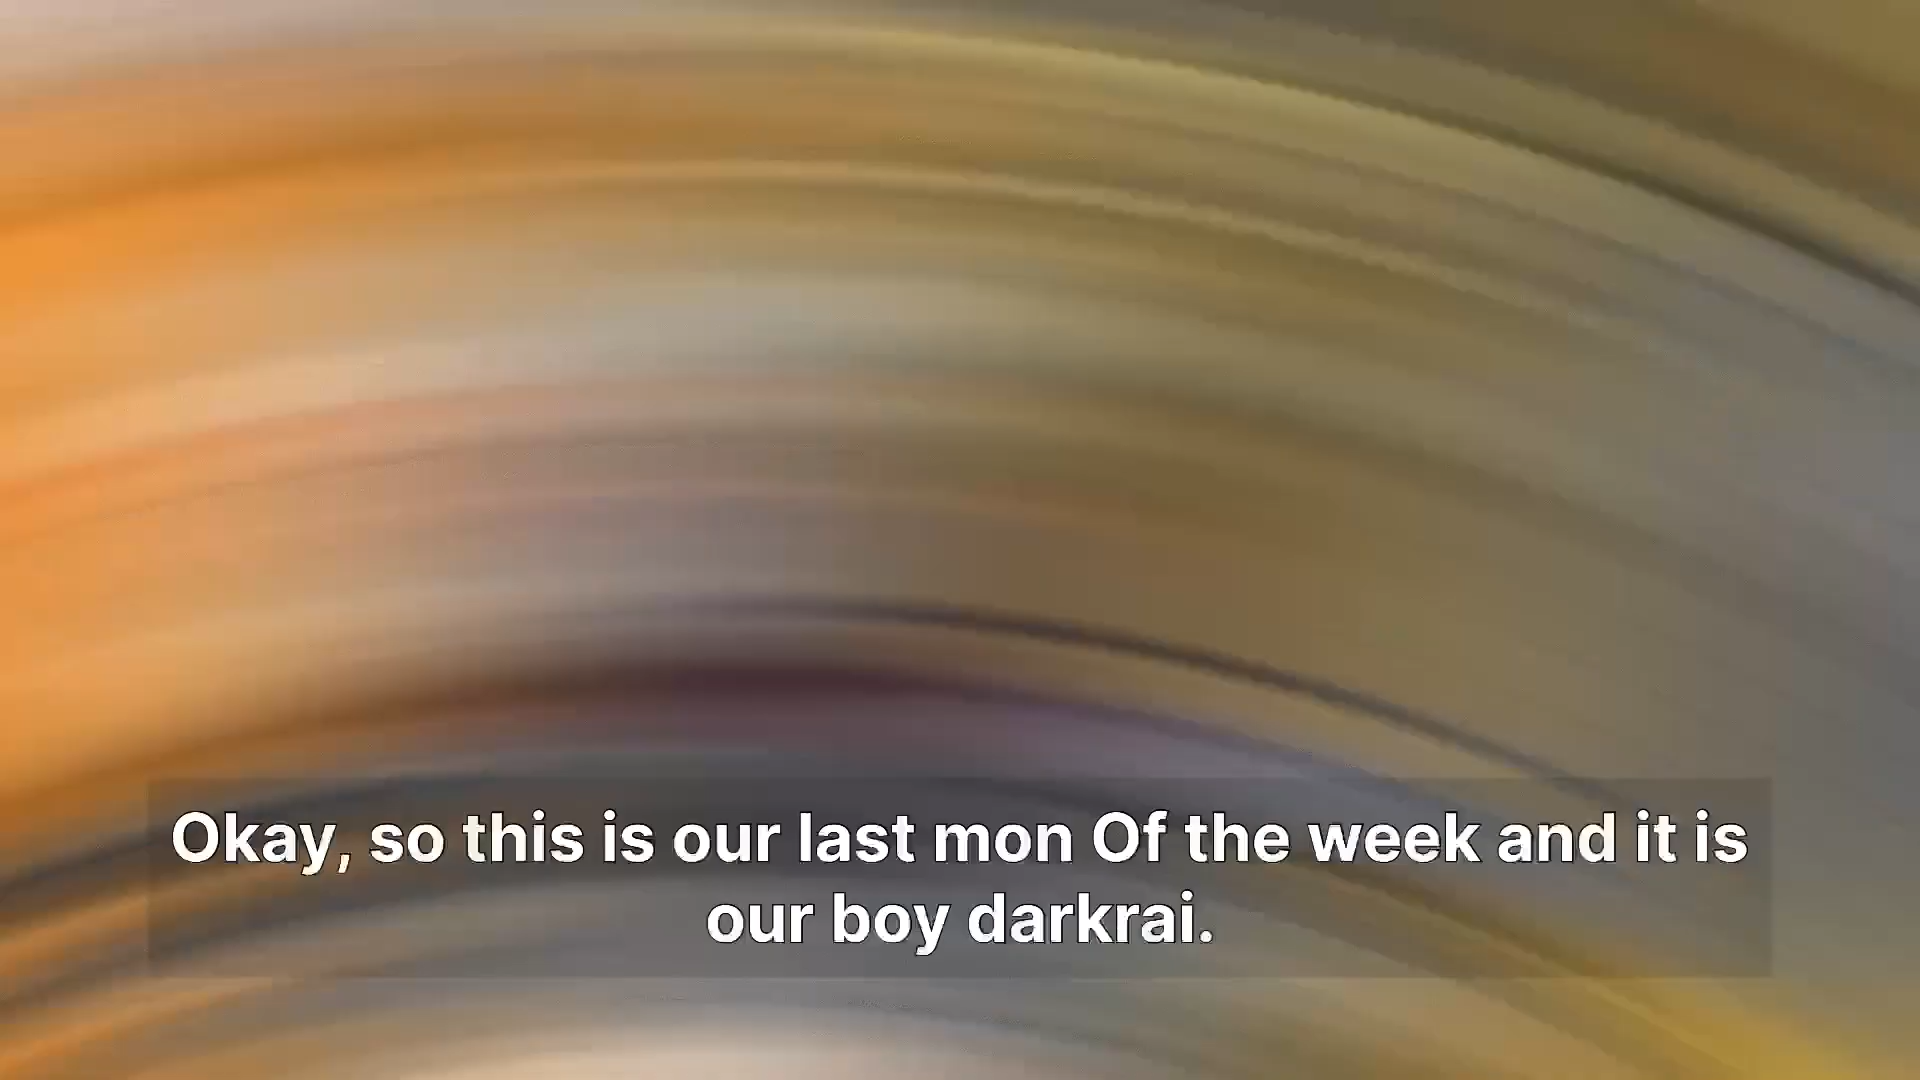 Okay, so this is our last mon Of the week and it is
our boy darkrai.